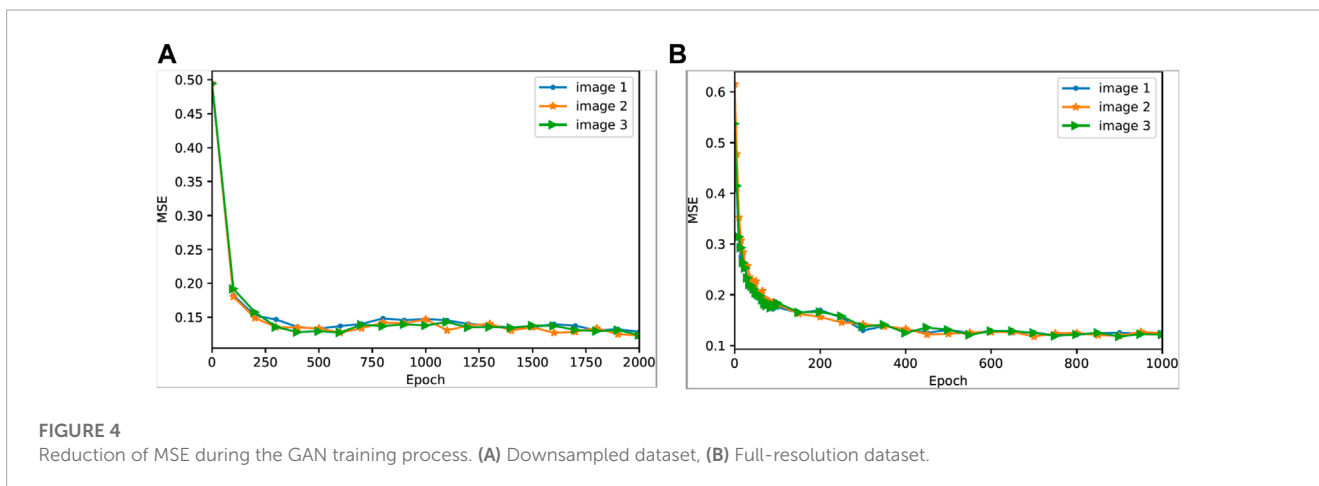 A
B
0.50
0.45
0.40
0.35
0.30
0.25
0.20
0.15
MSE
image 1
image 2
image 3
0 250 500 750 1000 1250 1500 1750 2000
Epoch
0.6
0.5
0.4
0.3
0.2
0.1
MSE
image 1
image 2
image 3
0 200 400 600 800 1000
Epoch
FIGURE 4
Reduction of MSE during the GAN training process. (A) Downsampled dataset, (B) Full-resolution dataset.